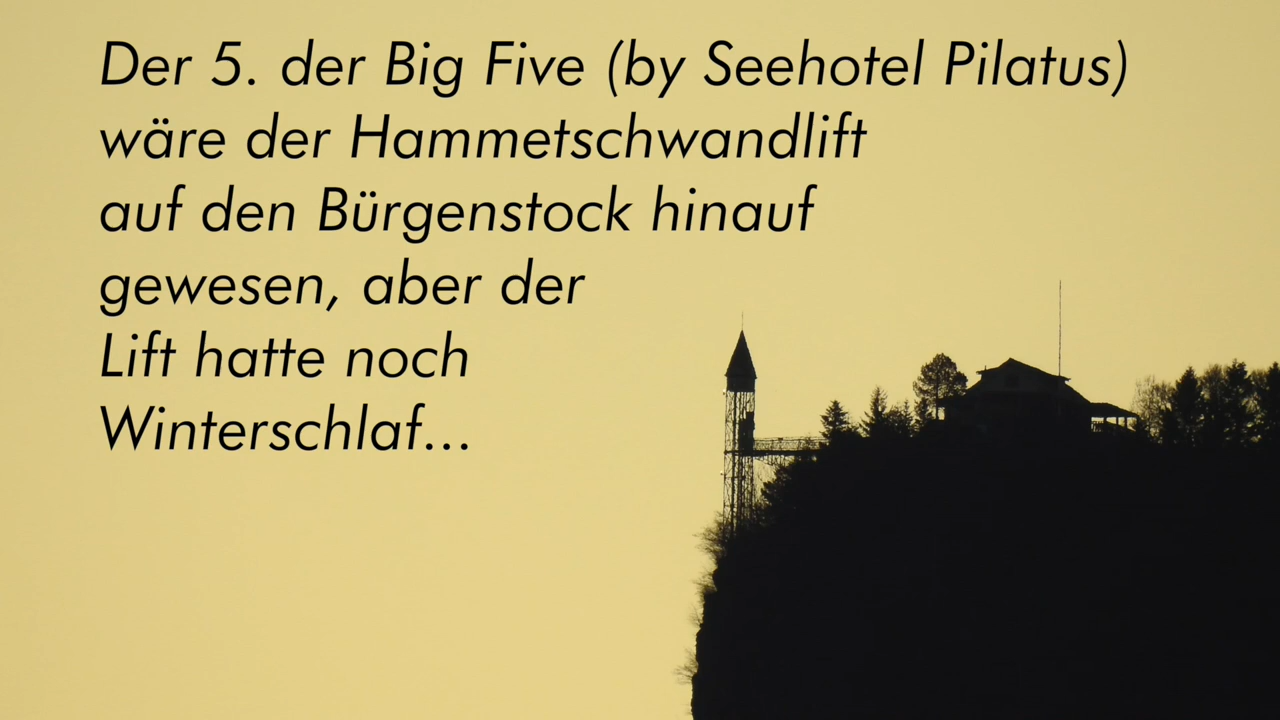 Der 5. der Big Five (by Seehotel Pilatus)
wäre der Hammetschwandlift
auf den Bürgenstock hinauf
gewesen, aber der
Lift hatte noch
Winterschlaf...